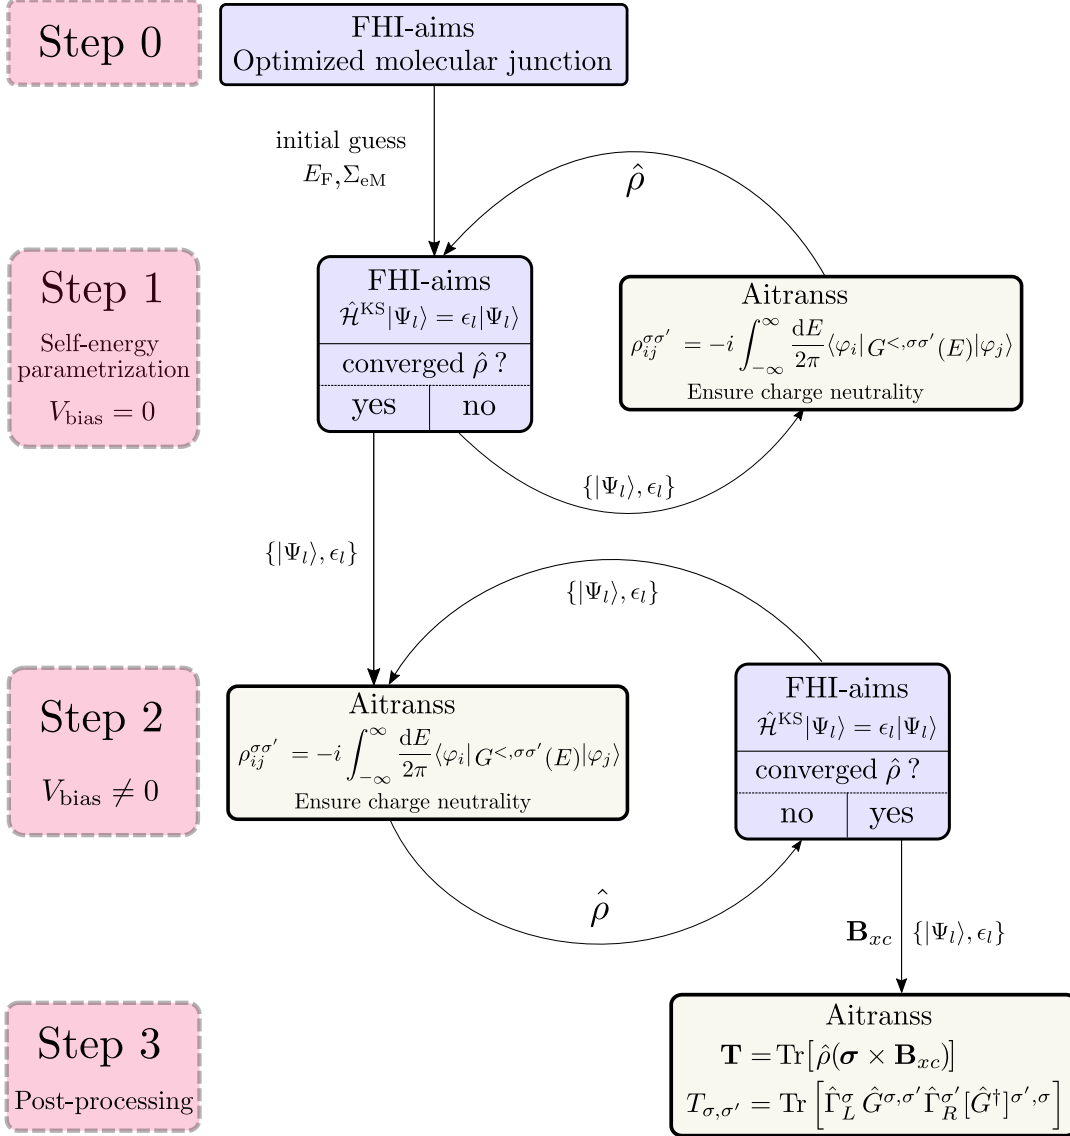 Step 0
FHI-aims
Optimized molecular junction
initial guess
E_F, Σ_eM
ρ̂
Step 1
Self-energy
parametrization
V_bias = 0
FHI-aims
Ĥ^KS|Ψ_l⟩ = ϵ_l|Ψ_l⟩
converged ρ̂ ?
yes no
Aitranss
ρ_ij^σσ′ = −i ∫_−∞^∞ dE/2π ⟨φ_i| G^<,σσ′(E)|φ_j⟩
Ensure charge neutrality
{|Ψ_l⟩, ϵ_l}
{|Ψ_l⟩, ϵ_l}
{|Ψ_l⟩, ϵ_l}
Step 2
V_bias ≠ 0
Aitranss
ρ_ij^σσ′ = −i ∫_−∞^∞ dE/2π ⟨φ_i| G^<,σσ′(E)|φ_j⟩
Ensure charge neutrality
FHI-aims
Ĥ^KS|Ψ_l⟩ = ϵ_l|Ψ_l⟩
converged ρ̂ ?
no yes
ρ̂
B_xc {|Ψ_l⟩, ϵ_l}
Step 3
Post-processing
Aitranss
T = Tr[ρ̂(σ × B_xc)]
T_σ,σ′ = Tr [Γ̂_L^σ Ĝ^σ,σ′ Γ̂_R^σ′ [Ĝ^†]^σ′,σ]